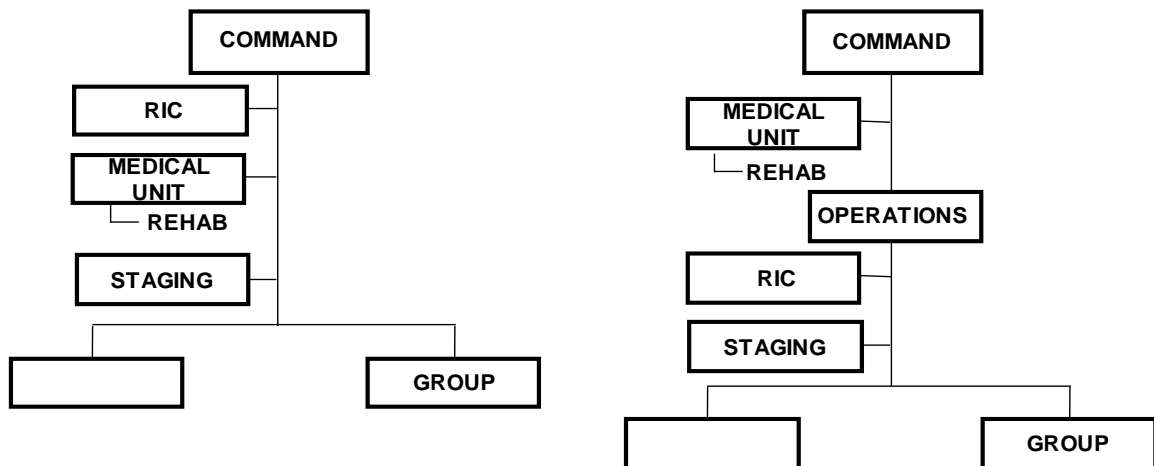 COMMAND
RIC
MEDICAL
UNIT
REHAB
STAGING
GROUP
COMMAND
MEDICAL
UNIT
REHAB
OPERATIONS
RIC
STAGING
GROUP